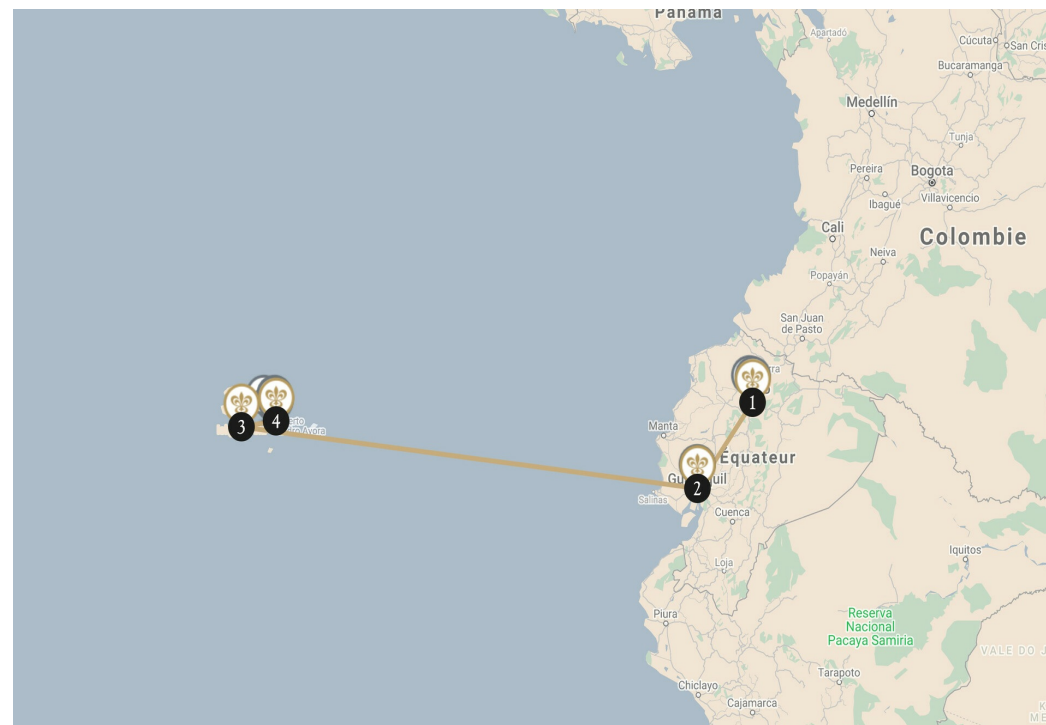 Panama
Apartadó
Cúcuta
San Cris
Bucaramanga
Medellín
Tunja
Pereira
Bogota
Ibagué
Villavicencio
Cali
Colombie
Neiva
Popayán
San Juan
de Pasto
1
3
4
Manta
Équateur
2
Salinas
Cuenca
Loja
Iquitos
Piura
Reserva
Nacional
Pacaya Samiria
VALE DO J
Tarapoto
Chiclayo
Cajamarca